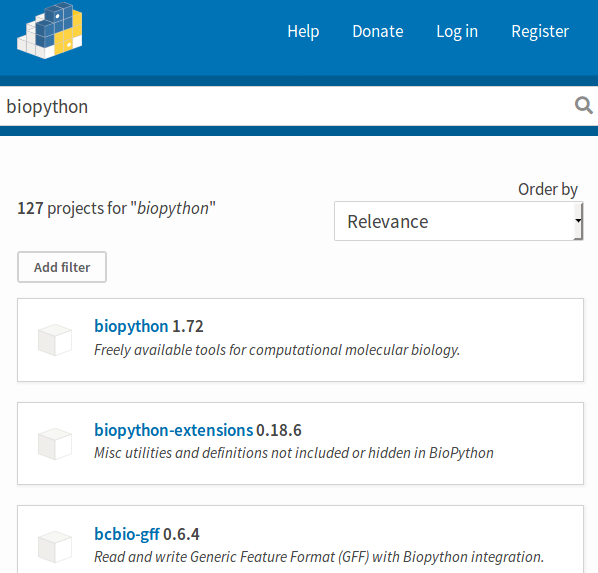 Help Donate Log in Register
biopython
Order by
127 projects for "biopython"
Relevance
Add filter
biopython 1.72
Freely available tools for computational molecular biology.
biopython-extensions 0.18.6
Misc utilities and definitions not included or hidden in BioPython
bcbio-gff 0.6.4
Read and write Generic Feature Format (GFF) with Biopython integration.